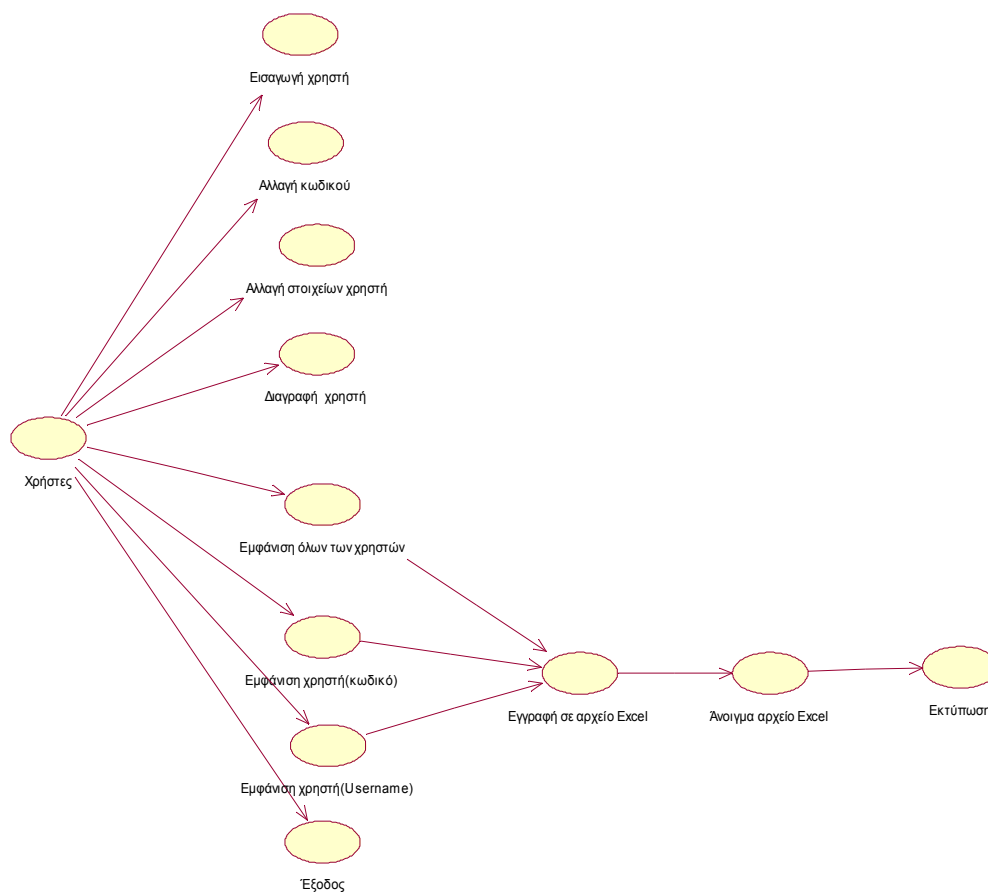 Εισαγωγή χρηστή
Αλλαγή κωδικού
Αλλαγή στοιχείων χρηστή
Διαγραφή χρηστή
Χρήστες
Εμφάνιση όλων των χρηστών
Εμφάνιση χρηστή(κωδικό)
Εγγραφή σε αρχείο Excel
Άνοιγμα αρχείο Excel
Εκτύπωση
Εμφάνιση χρηστή(Username)
Έξοδος